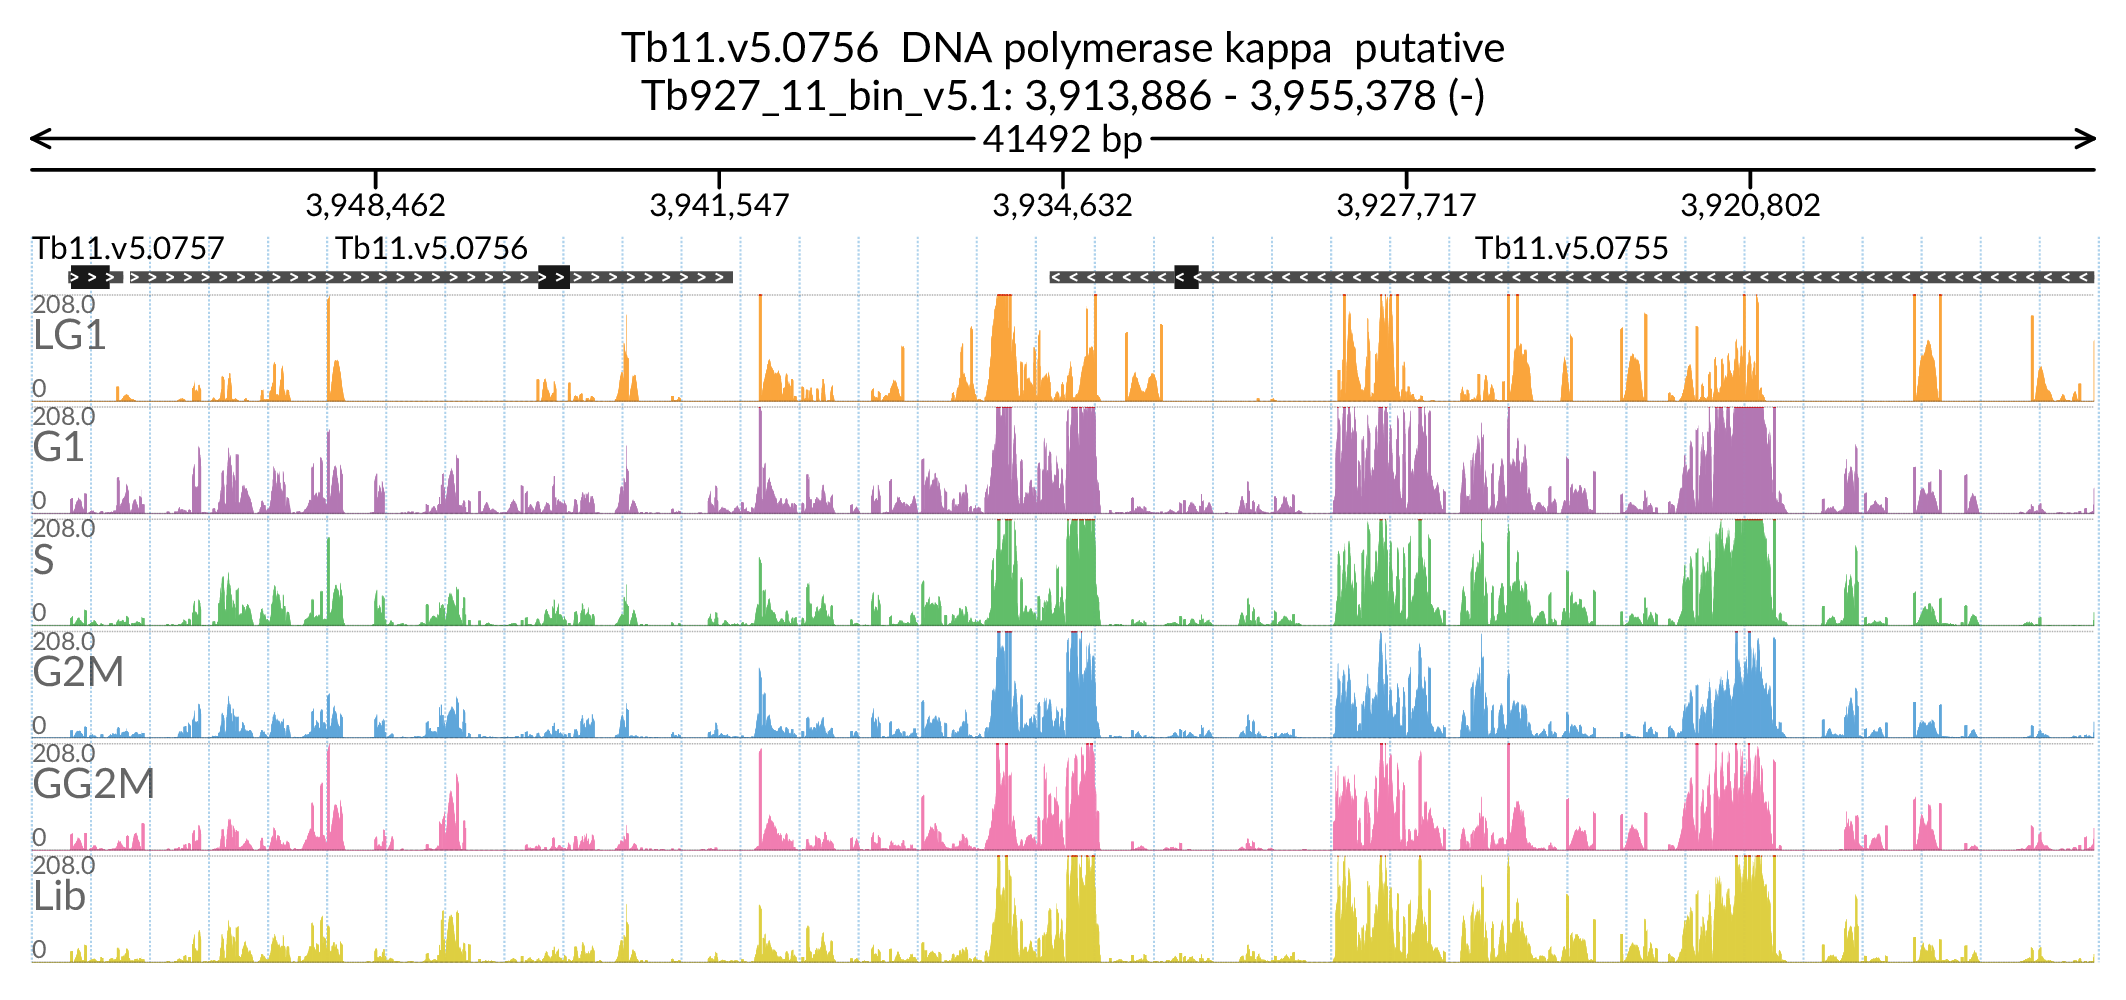 Tb11.v5.0756 DNA polymerase kappa putative
Tb927_11_bin_v5.1: 3,913,886 - 3,955,378 (-)
41492 bp
3,948,462 3,941,547 3,934,632 3,927,717 3,920,802
Tb11.v5.0757 Tb11.v5.0756 Tb11.v5.0755
208.0
LG1
0
208.0
G1
0
208.0
S
0
208.0
G2M
0
208.0
GG2M
0
208.0
Lib
0